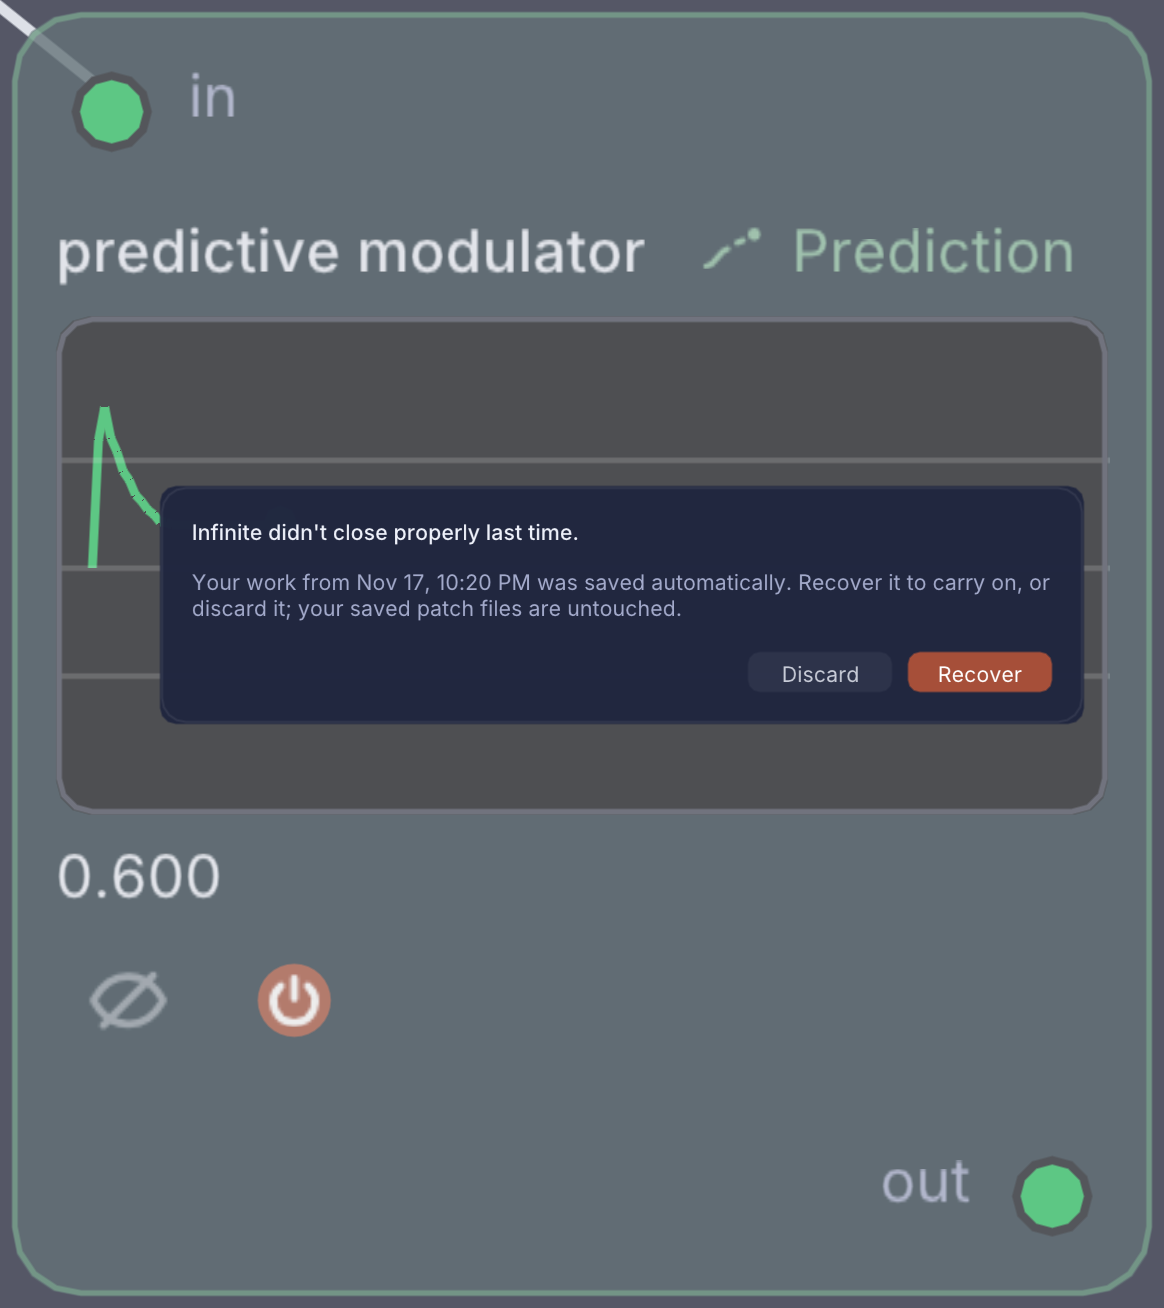 in
predictive modulator
Prediction
Infinite didn't close properly last time.
Your work from Nov 17, 10:20 PM was saved automatically. Recover it to carry on, or
discard it; your saved patch files are untouched.
Discard
Recover
0.600
out